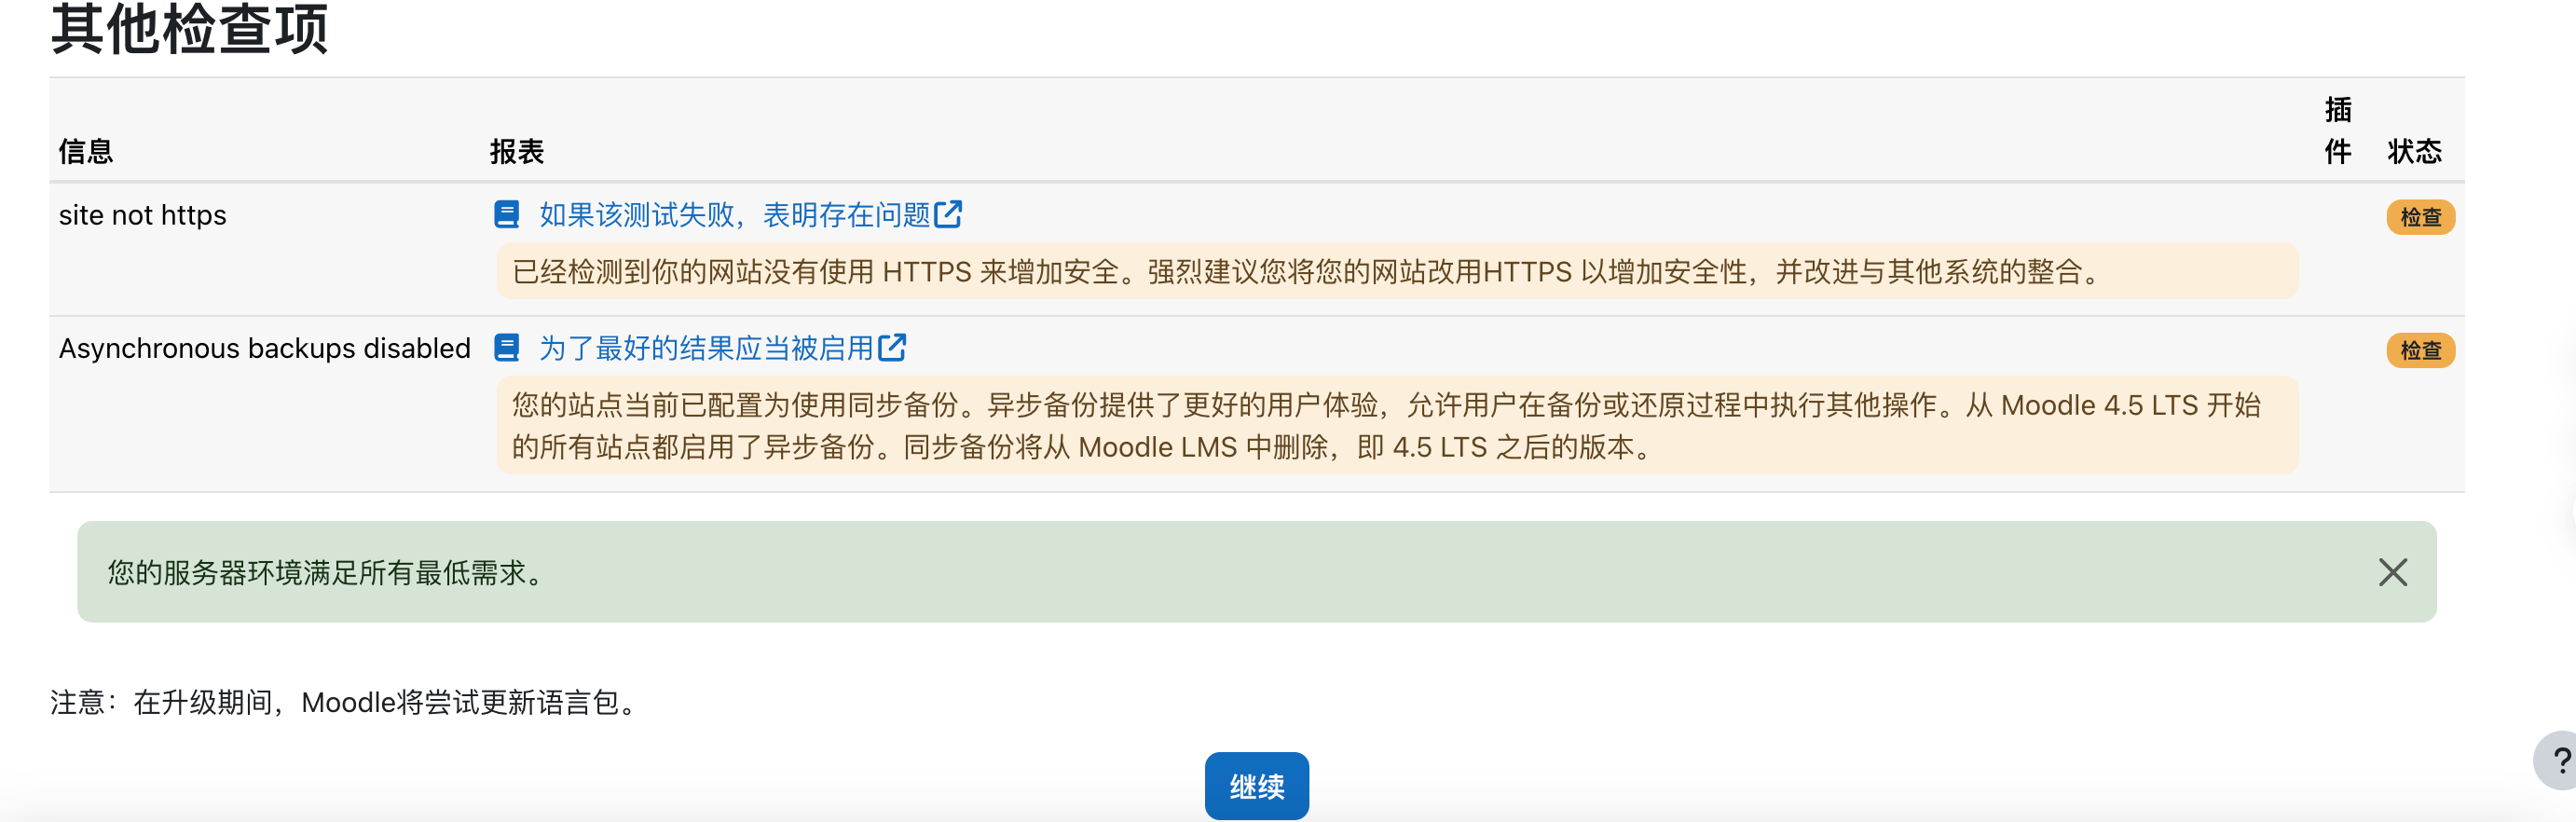 其他检查项
信息 报表 插件 状态
site not https 如果该测试失败，表明存在问题 检查
已经检测到你的网站没有使用 HTTPS 来增加安全。强烈建议您将您的网站改用HTTPS 以增加安全性，并改进与其他系统的整合。
Asynchronous backups disabled 为了最好的结果应当被启用 检查
您的站点当前已配置为使用同步备份。异步备份提供了更好的用户体验，允许用户在备份或还原过程中执行其他操作。从 Moodle 4.5 LTS 开始
的所有站点都启用了异步备份。同步备份将从 Moodle LMS 中删除，即 4.5 LTS 之后的版本。
您的服务器环境满足所有最低需求。
注意：在升级期间，Moodle将尝试更新语言包。
继续
?